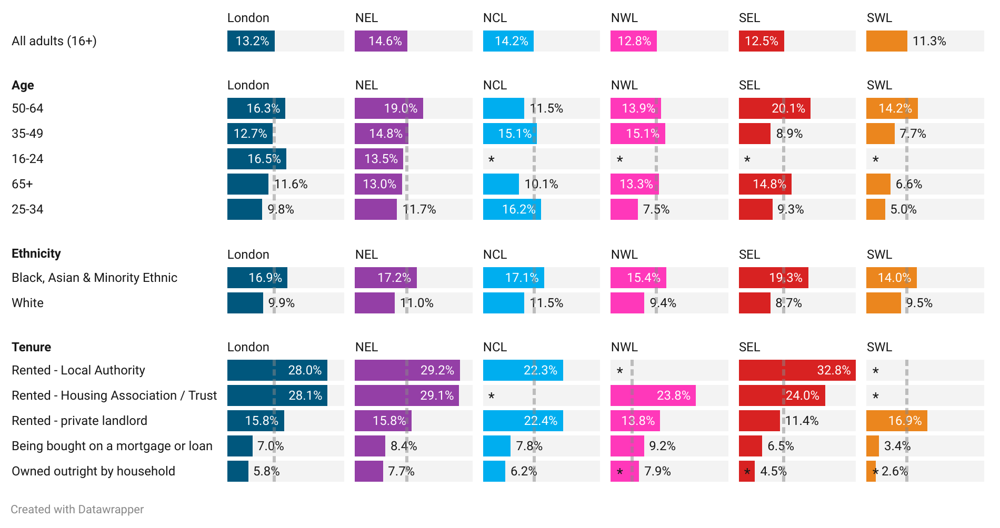 London NEL NCL NWL SEL SWL
All adults (16+) 13.2% 14.6% 14.2% 12.8% 12.5% 11.3%
Age London NEL NCL NWL SEL SWL
50-64 16.3% 19.0% 11.5% 13.9% 20.1% 14.2%
35-49 12.7% 14.8% 15.1% 15.1% 8.9% 7.7%
16-24 16.5% 13.5% * * * *
65+ 11.6% 13.0% 10.1% 13.3% 14.8% 6.6%
25-34 9.8% 11.7% 16.2% 7.5% 9.3% 5.0%
Ethnicity London NEL NCL NWL SEL SWL
Black, Asian & Minority Ethnic 16.9% 17.2% 17.1% 15.4% 19.3% 14.0%
White 9.9% 11.0% 11.5% 9.4% 8.7% 9.5%
Tenure London NEL NCL NWL SEL SWL
Rented - Local Authority 28.0% 29.2% 22.3% * 32.8% *
Rented - Housing Association / Trust 28.1% 29.1% * 23.8% 24.0% *
Rented - private landlord 15.8% 15.8% 22.4% 13.8% 11.4% 16.9%
Being bought on a mortgage or loan 7.0% 8.4% 7.8% 9.2% 6.5% 3.4%
Owned outright by household 5.8% 7.7% 6.2% * 7.9% * 4.5% * 2.6%
Created with Datawrapper